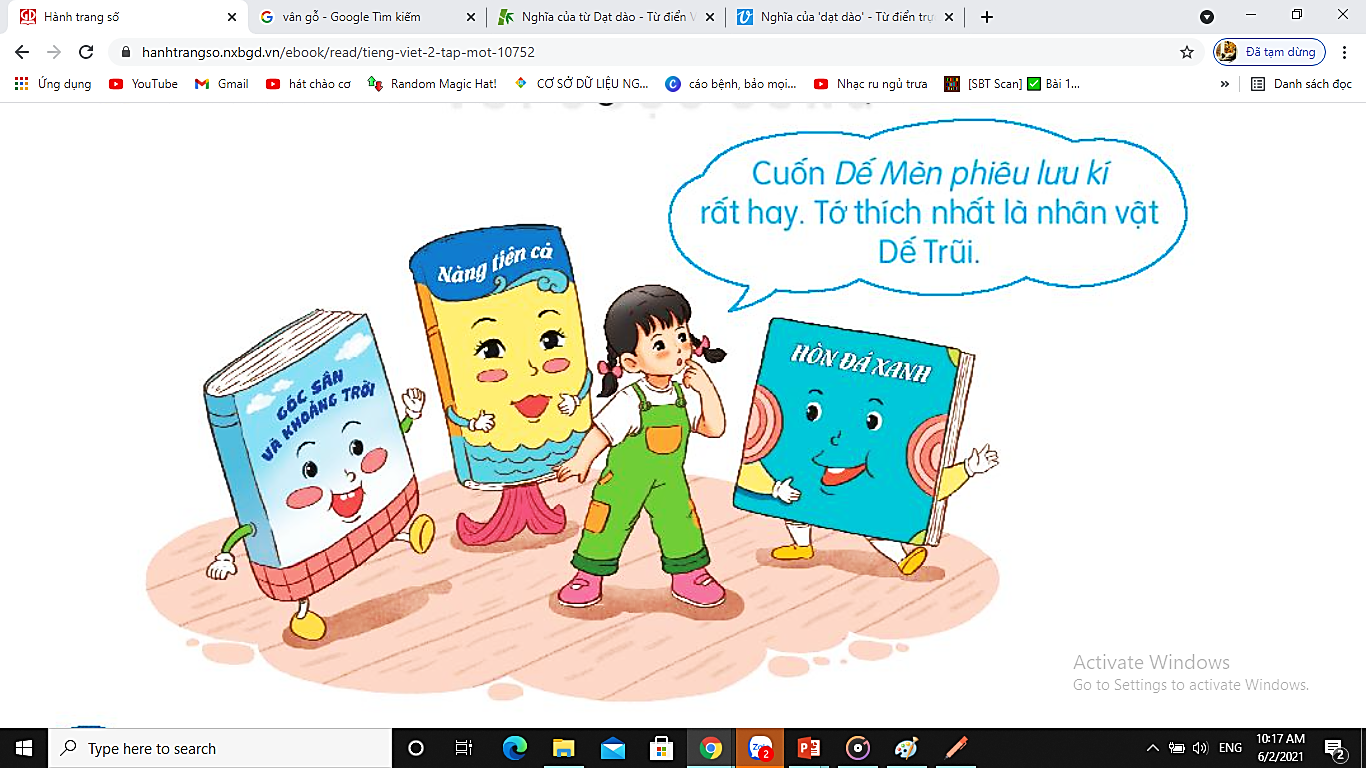 Hành trang số
vân gỗ - Google Tìm kiếm
Nghĩa của từ Dạt dào - Từ điển V
Nghĩa của 'dạt dào' - Từ điển trự
hanhtrangso.nxbgd.vn/ebook/read/tieng-viet-2-tap-mot-10752
Đã tạm dừng
Ứng dụng
YouTube
Gmail
hát chào cơ
Random Magic Hat!
CƠ SỞ DỮ LIỆU NG...
cáo bệnh, bảo mọi...
Nhạc ru ngủ trưa
[SBT Scan] ✅ Bài 1...
»
Danh sách đọc
Cuốn Dế Mèn phiêu lưu kí
rất hay. Tớ thích nhất là nhân vật
Dế Trũi.
Nàng tiên cá
GÓC SÂN
VÀ KHOẢNG TRỜI
HÒN ĐÁ XANH
Activate Windows
Go to Settings to activate Windows.
Type here to search
2
ENG
10:17 AM
6/2/2021
2